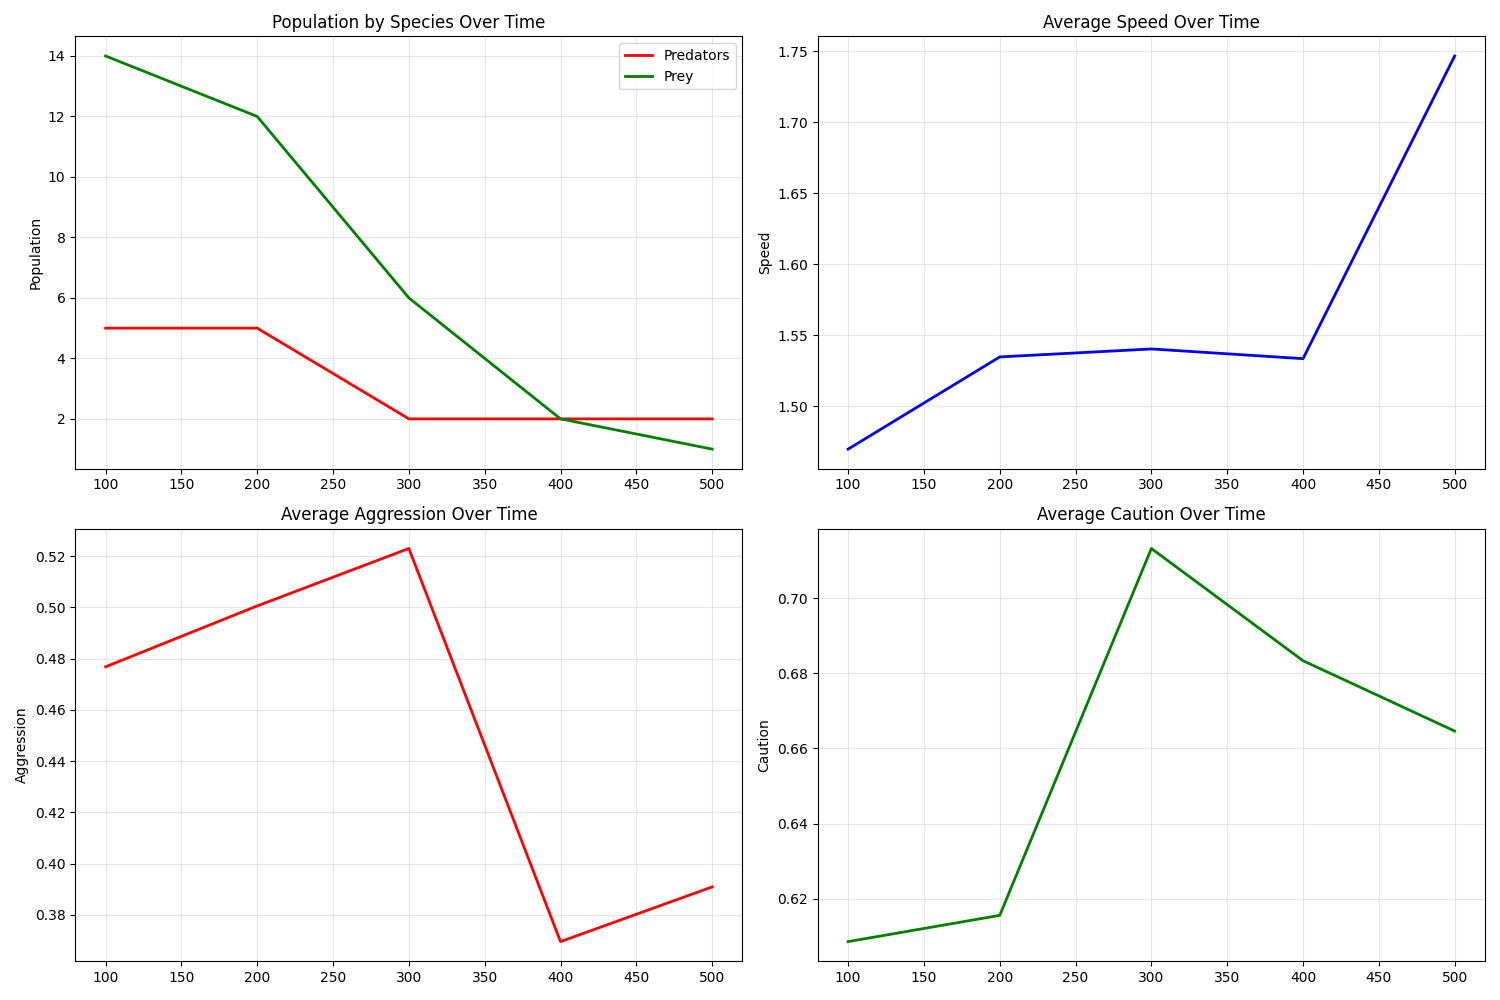 Population by Species Over Time
Population
14
12
10
8
6
4
2
Predators
Prey
100 150 200 250 300 350 400 450 500
Average Speed Over Time
Speed
1.75
1.70
1.65
1.60
1.55
1.50
100 150 200 250 300 350 400 450 500
Average Aggression Over Time
Aggression
0.52
0.50
0.48
0.46
0.44
0.42
0.40
0.38
100 150 200 250 300 350 400 450 500
Average Caution Over Time
Caution
0.70
0.68
0.66
0.64
0.62
100 150 200 250 300 350 400 450 500